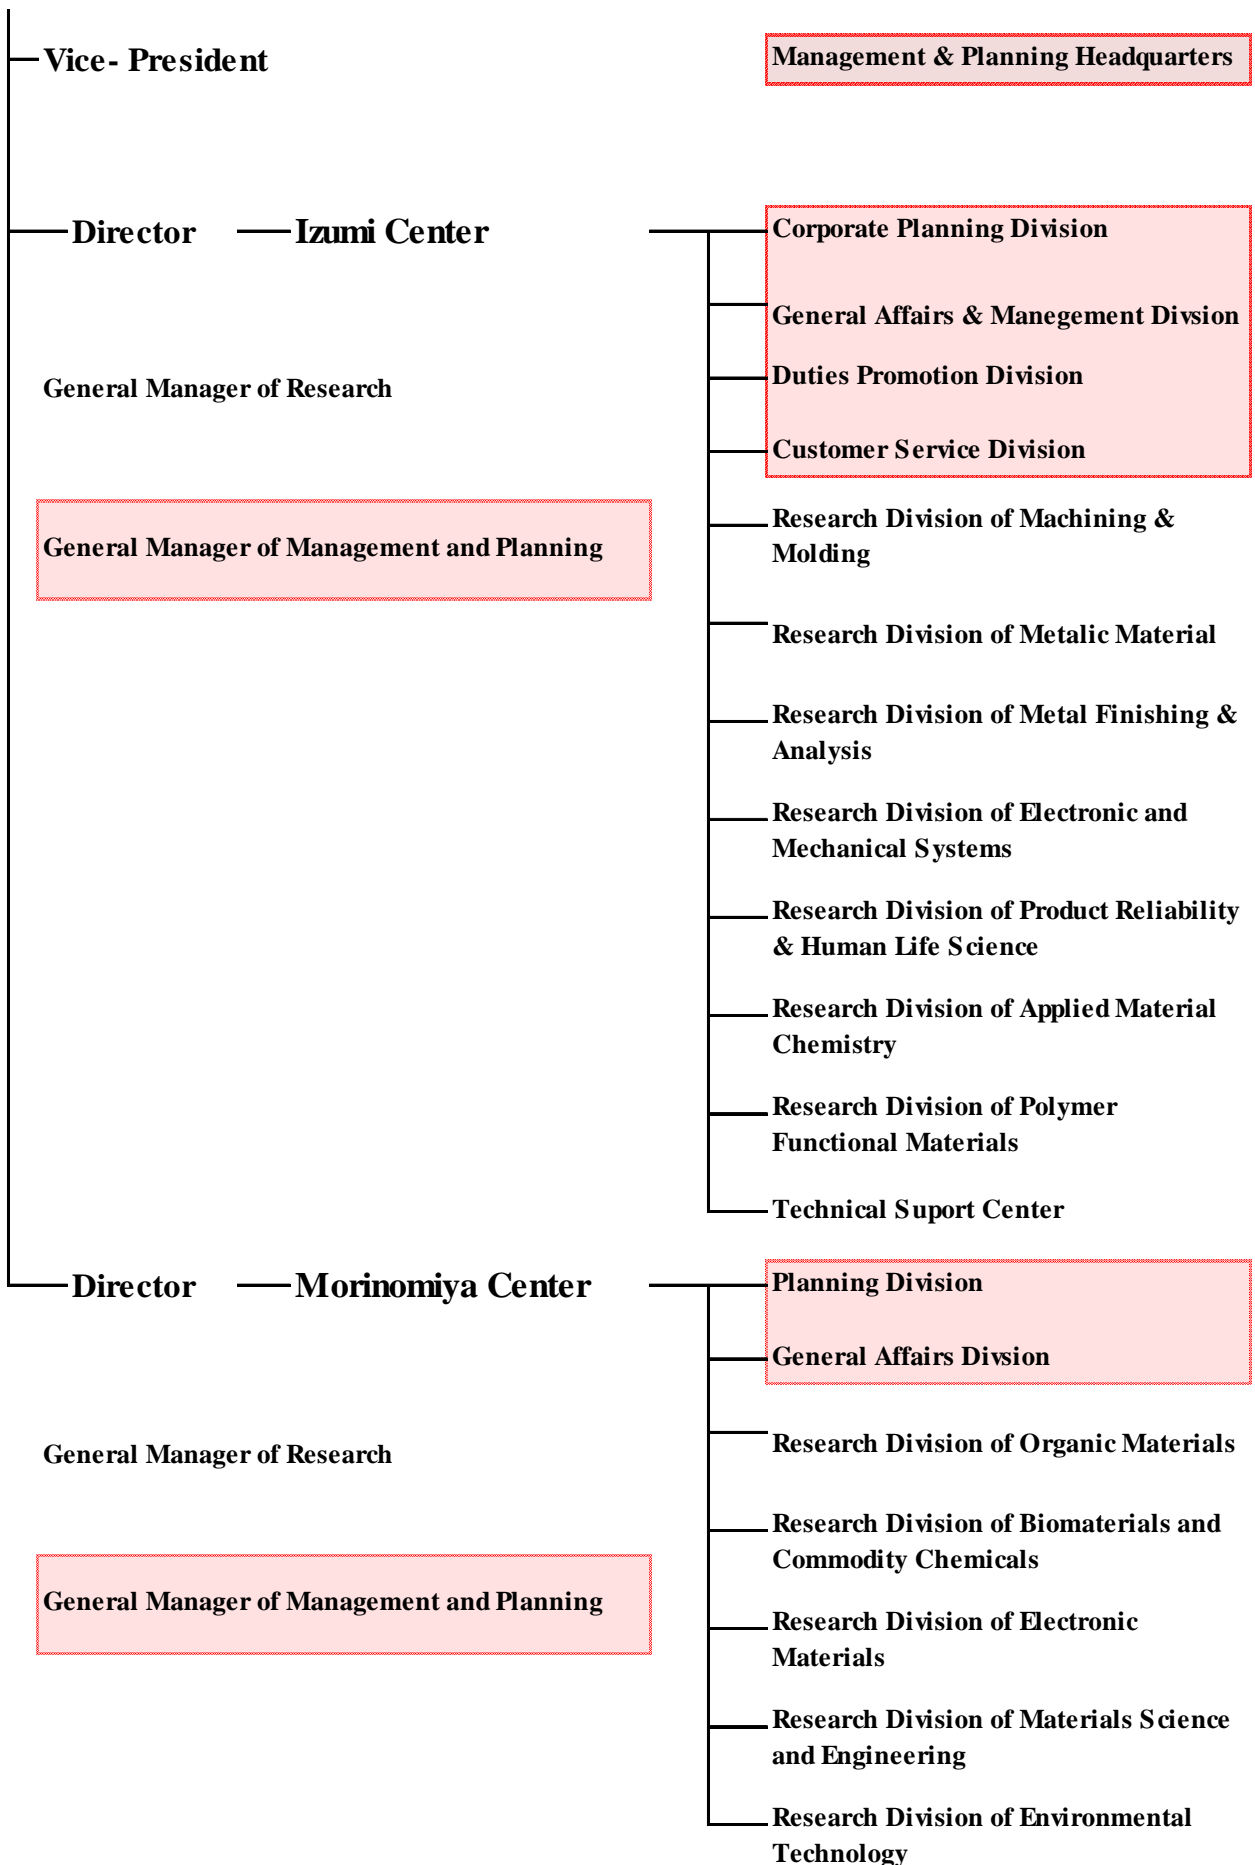 Vice- President
Management & Planning Headquarters
Director
Izumi Center
Corporate Planning Division
General Affairs & Manegement Divsion
Duties Promotion Division
General Manager of Research
Customer Service Division
General Manager of Management and Planning
Research Division of Machining &
Molding
Research Division of Metalic Material
Research Division of Metal Finishing &
Analysis
Research Division of Electronic and
Mechanical Systems
Research Division of Product Reliability
& Human Life Science
Research Division of Applied Material
Chemistry
Research Division of Polymer
Functional Materials
Technical Suport Center
Director
Morinomiya Center
Planning Division
General Affairs Divsion
General Manager of Research
Research Division of Organic Materials
Research Division of Biomaterials and
Commodity Chemicals
General Manager of Management and Planning
Research Division of Electronic
Materials
Research Division of Materials Science
and Engineering
Research Division of Environmental
Technology